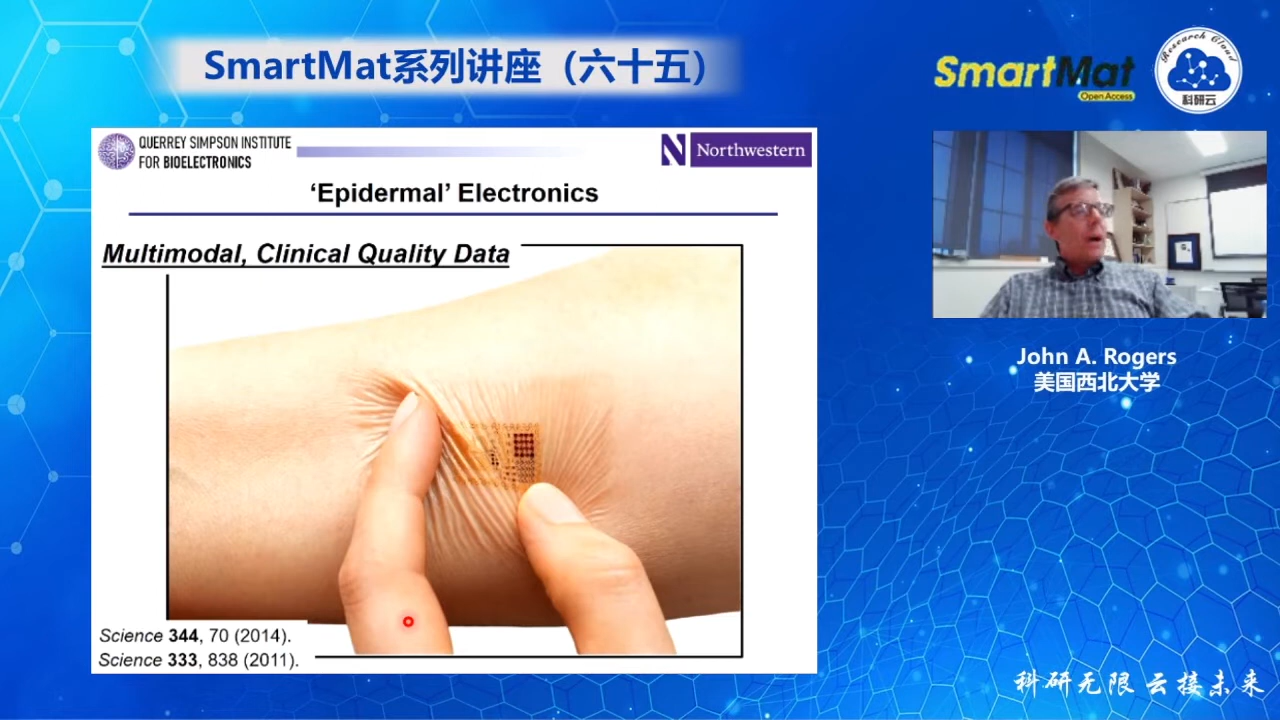 SmartMat系列讲座（六十五）
SmartMat
Open Access
Research Cloud
科研云
QUERREY SIMPSON INSTITUTE
FOR BIOELECTRONICS
N Northwestern
‘Epidermal’ Electronics
Multimodal, Clinical Quality Data
Science 344, 70 (2014).
Science 333, 838 (2011).
John A. Rogers
美国西北大学
科研无限 云接未来